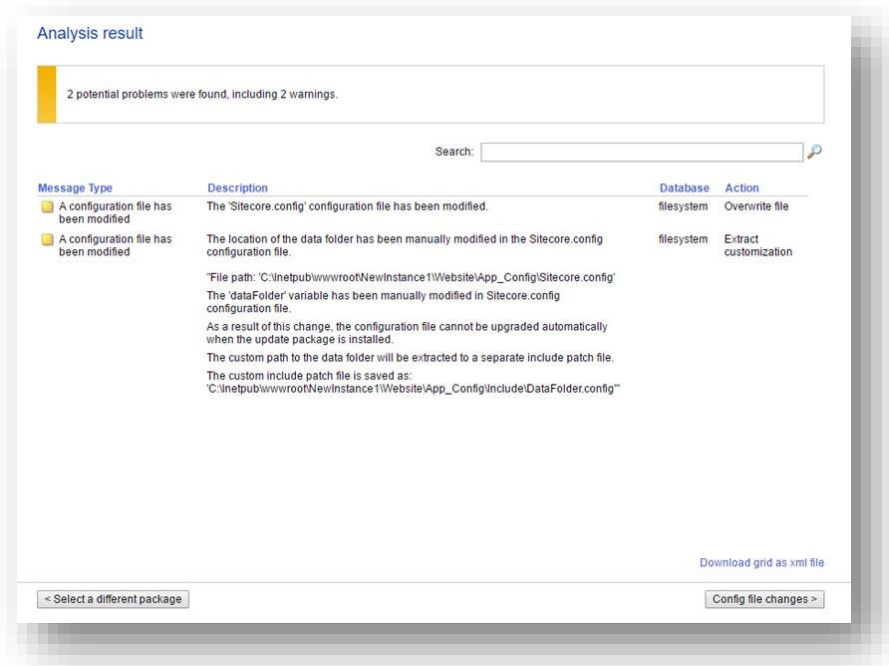 Analysis result
2 potential problems were found, including 2 warnings.
Search:
Message Type Description Database Action
A configuration file has The 'Sitecore.config' configuration file has been modified. filesystem Overwrite file
been modified
A configuration file has The location of the data folder has been manually modified in the Sitecore.config filesystem Extract
been modified configuration file. customization
"File path: 'C:\Inetpub\wwwroot\NewInstance1\Website\App_Config\Sitecore.config'
The 'dataFolder' variable has been manually modified in Sitecore.config
configuration file.
As a result of this change, the configuration file cannot be upgraded automatically
when the update package is installed.
The custom path to the data folder will be extracted to a separate include patch file.
The custom include patch file is saved as:
'C:\Inetpub\wwwroot\NewInstance1\Website\App_Config\Include\DataFolder.config'"
Download grid as xml file
< Select a different package Config file changes >